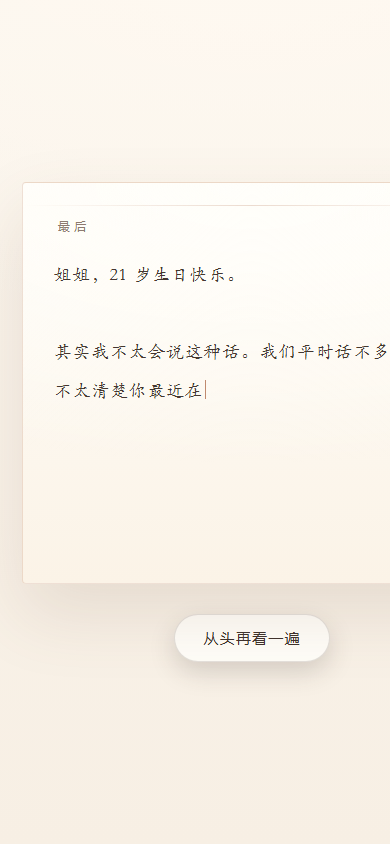 最后
姐姐，21 岁生日快乐。
其实我不太会说这种话。我们平时话不多
不太清楚你最近在
从头再看一遍